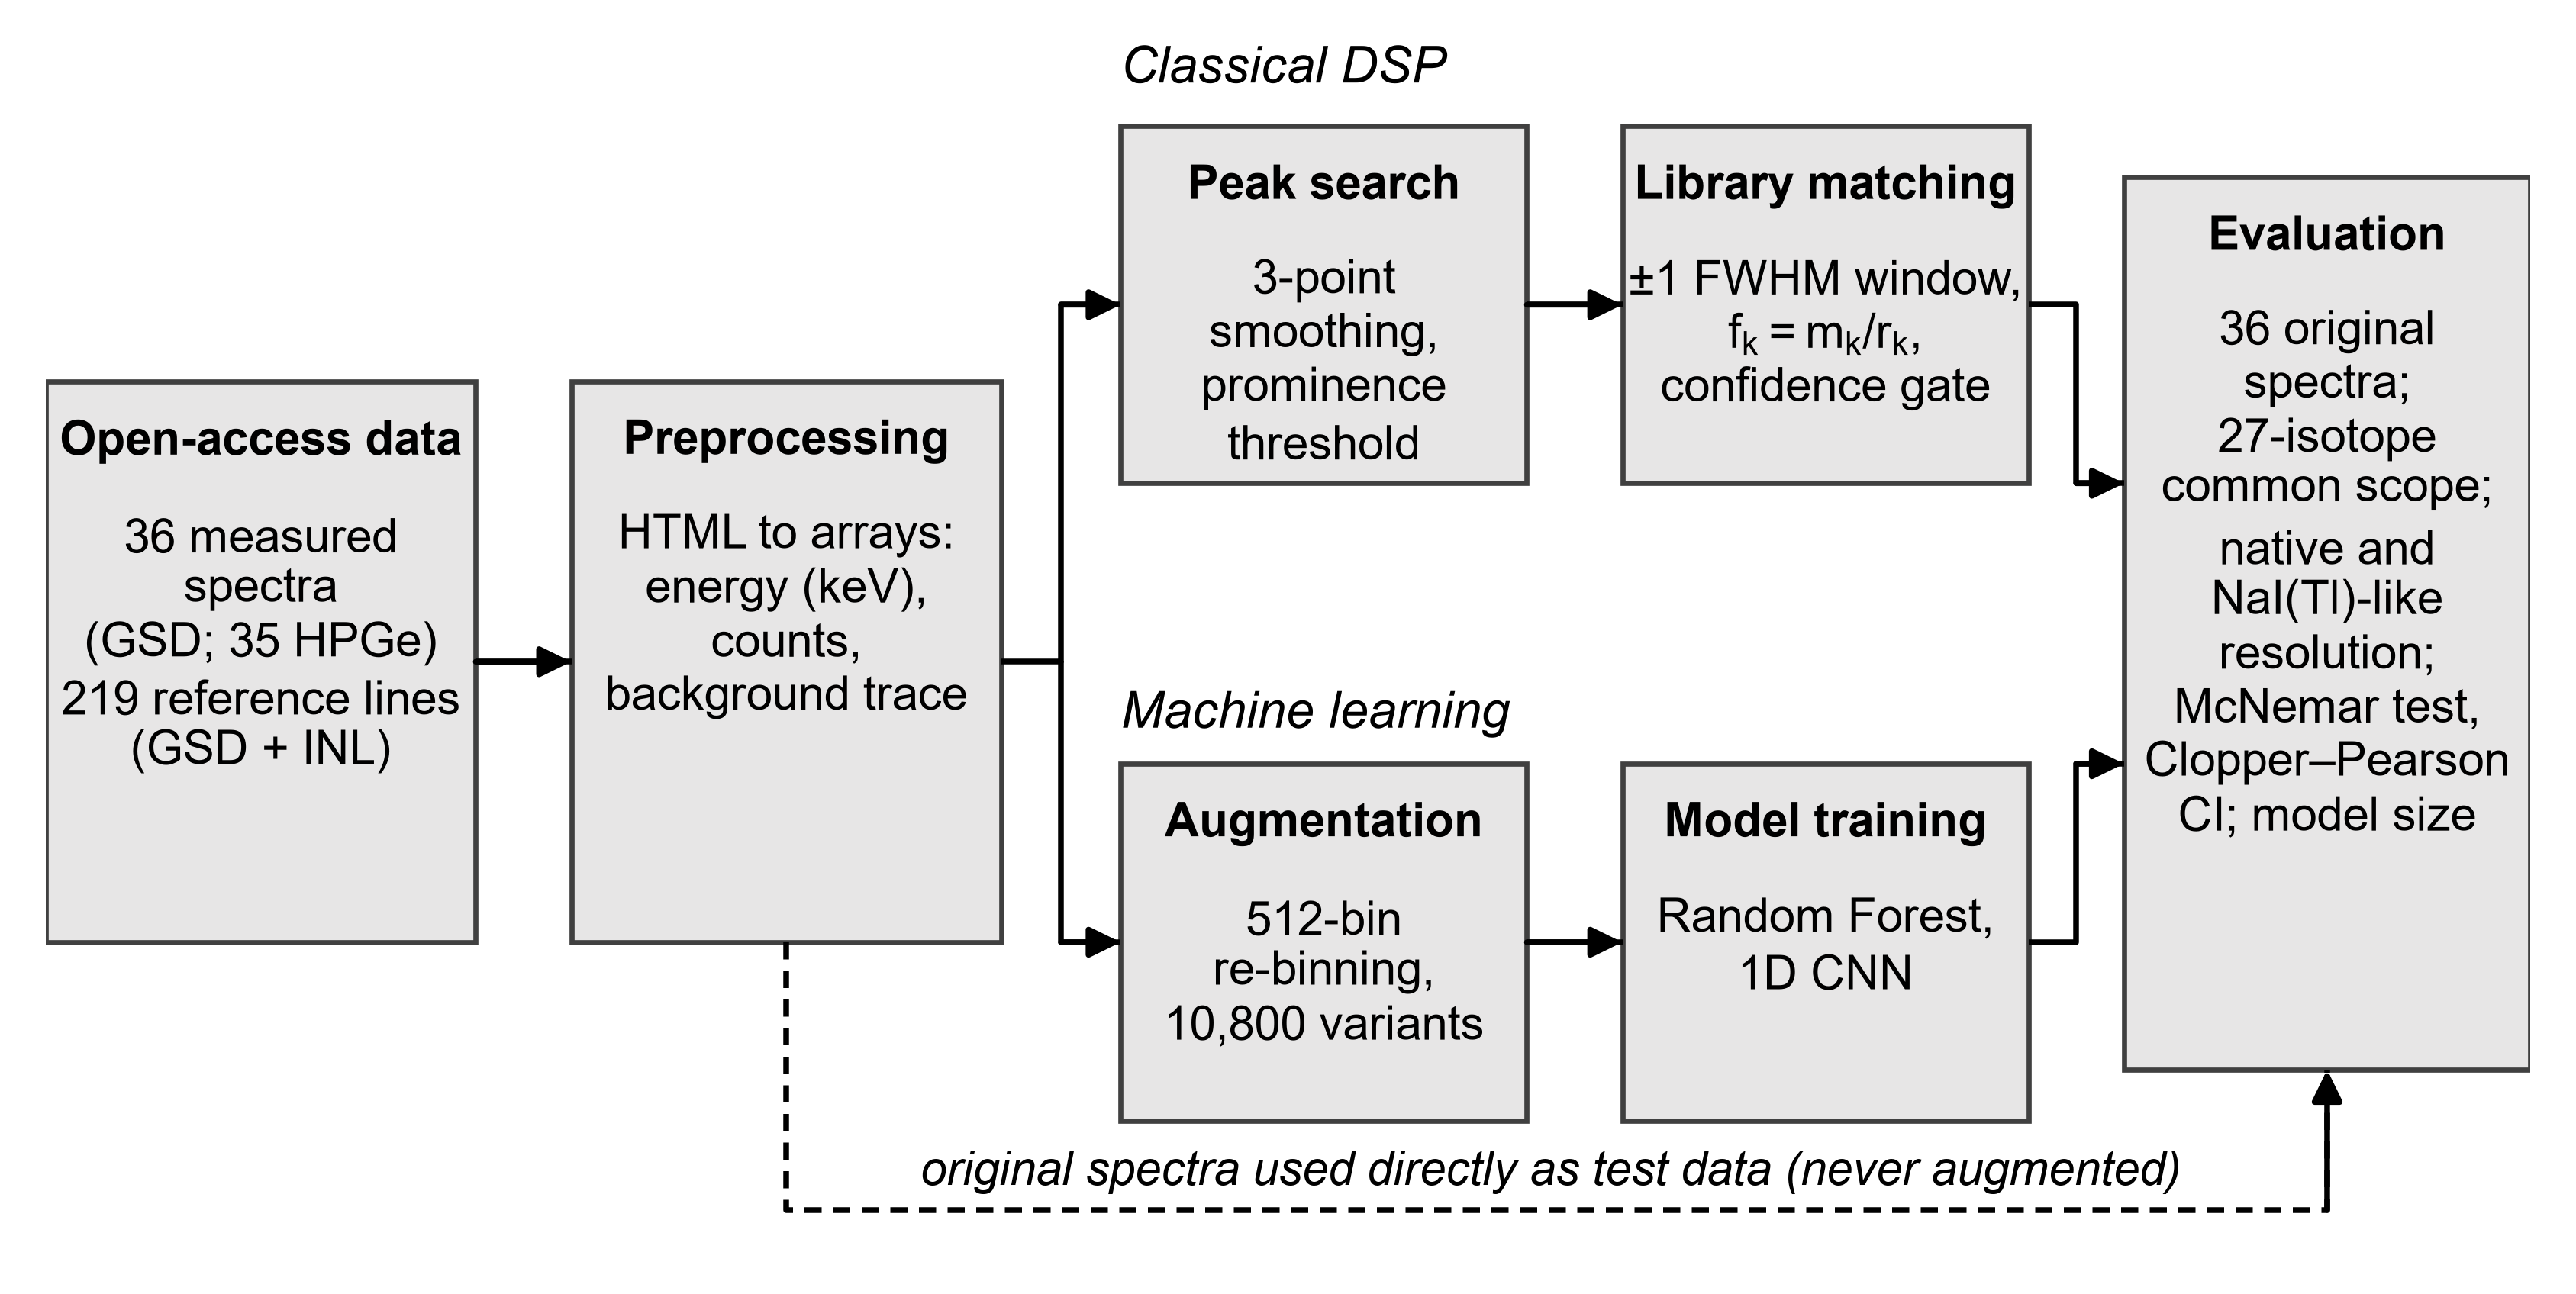 Classical DSP
Open-access data
36 measured
spectra
(GSD; 35 HPGe)
219 reference lines
(GSD + INL)
Preprocessing
HTML to arrays:
energy (keV),
counts,
background trace
Peak search
3-point
smoothing,
prominence
threshold
Library matching
±1 FWHM window,
fₖ = mₖ/rₖ,
confidence gate
Machine learning
Augmentation
512-bin
re-binning,
10,800 variants
Model training
Random Forest,
1D CNN
Evaluation
36 original
spectra;
27-isotope
common scope;
native and
NaI(Tl)-like
resolution;
McNemar test,
Clopper–Pearson
CI; model size
original spectra used directly as test data (never augmented)